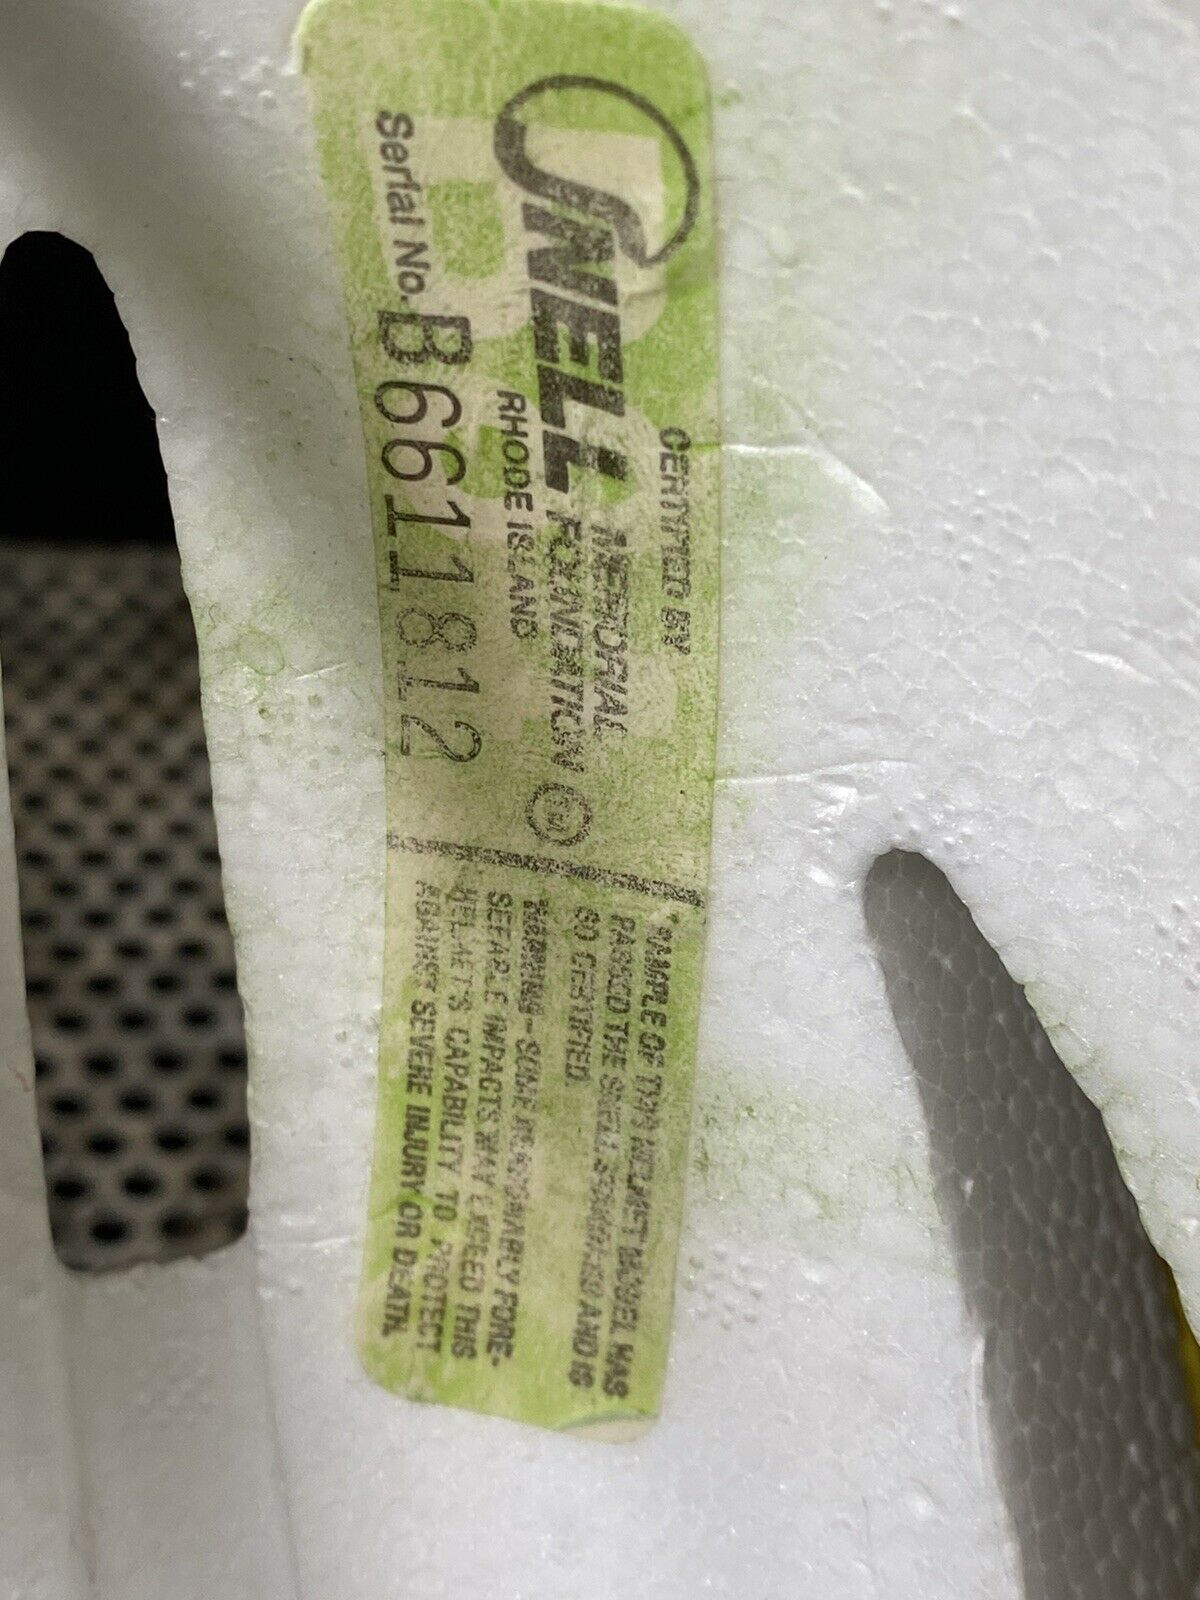 CERTIFIED BY
SNELL MEMORIAL
FOUNDATION
RHODE ISLAND
Serial No. B661812
SAMPLE OF THIS HELMET MODEL HAS
PASSED THE SNELL STANDARD AND IS
SO CERTIFIED.
WARNING-SOME REASONABLY FORE-
SEEABLE IMPACTS MAY EXCEED THIS
HELMET'S CAPABILITY TO PROTECT
AGAINST SEVERE INJURY OR DEATH.